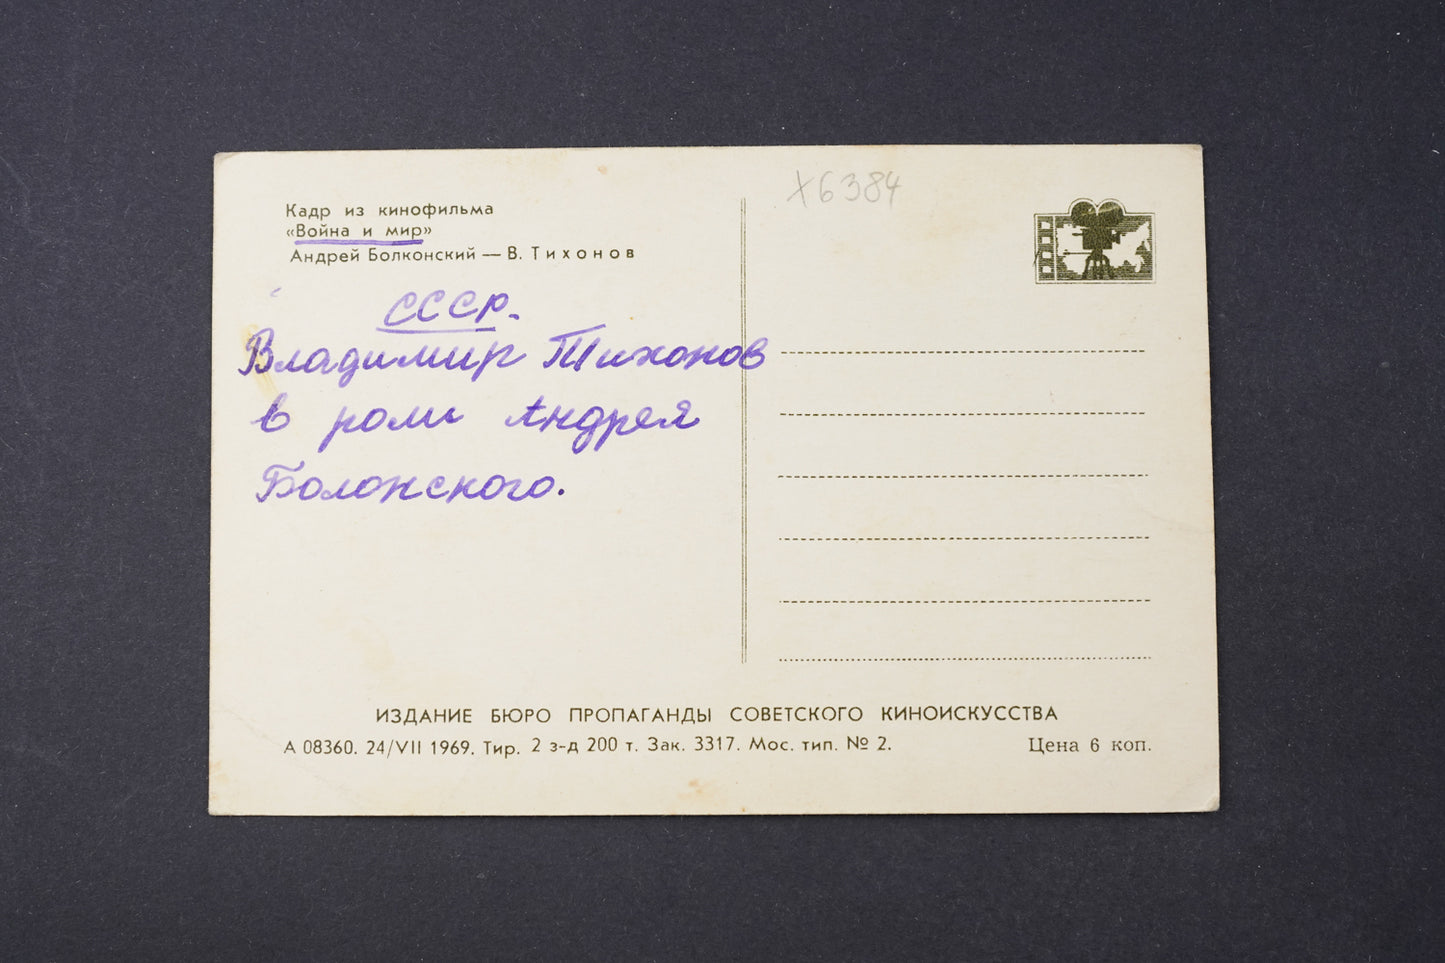 Кадр из кинофильма
«Война и мир»
Андрей Болконский — В. Тихонов
СССР.
Владимир Тихонов
в роли Андрея
Болонского.
х6384
ИЗДАНИЕ БЮРО ПРОПАГАНДЫ СОВЕТСКОГО КИНОИСКУССТВА
А 08360. 24/VII 1969. Тир. 2 з-д 200 т. Зак. 3317. Мос. тип. № 2.
Цена 6 коп.